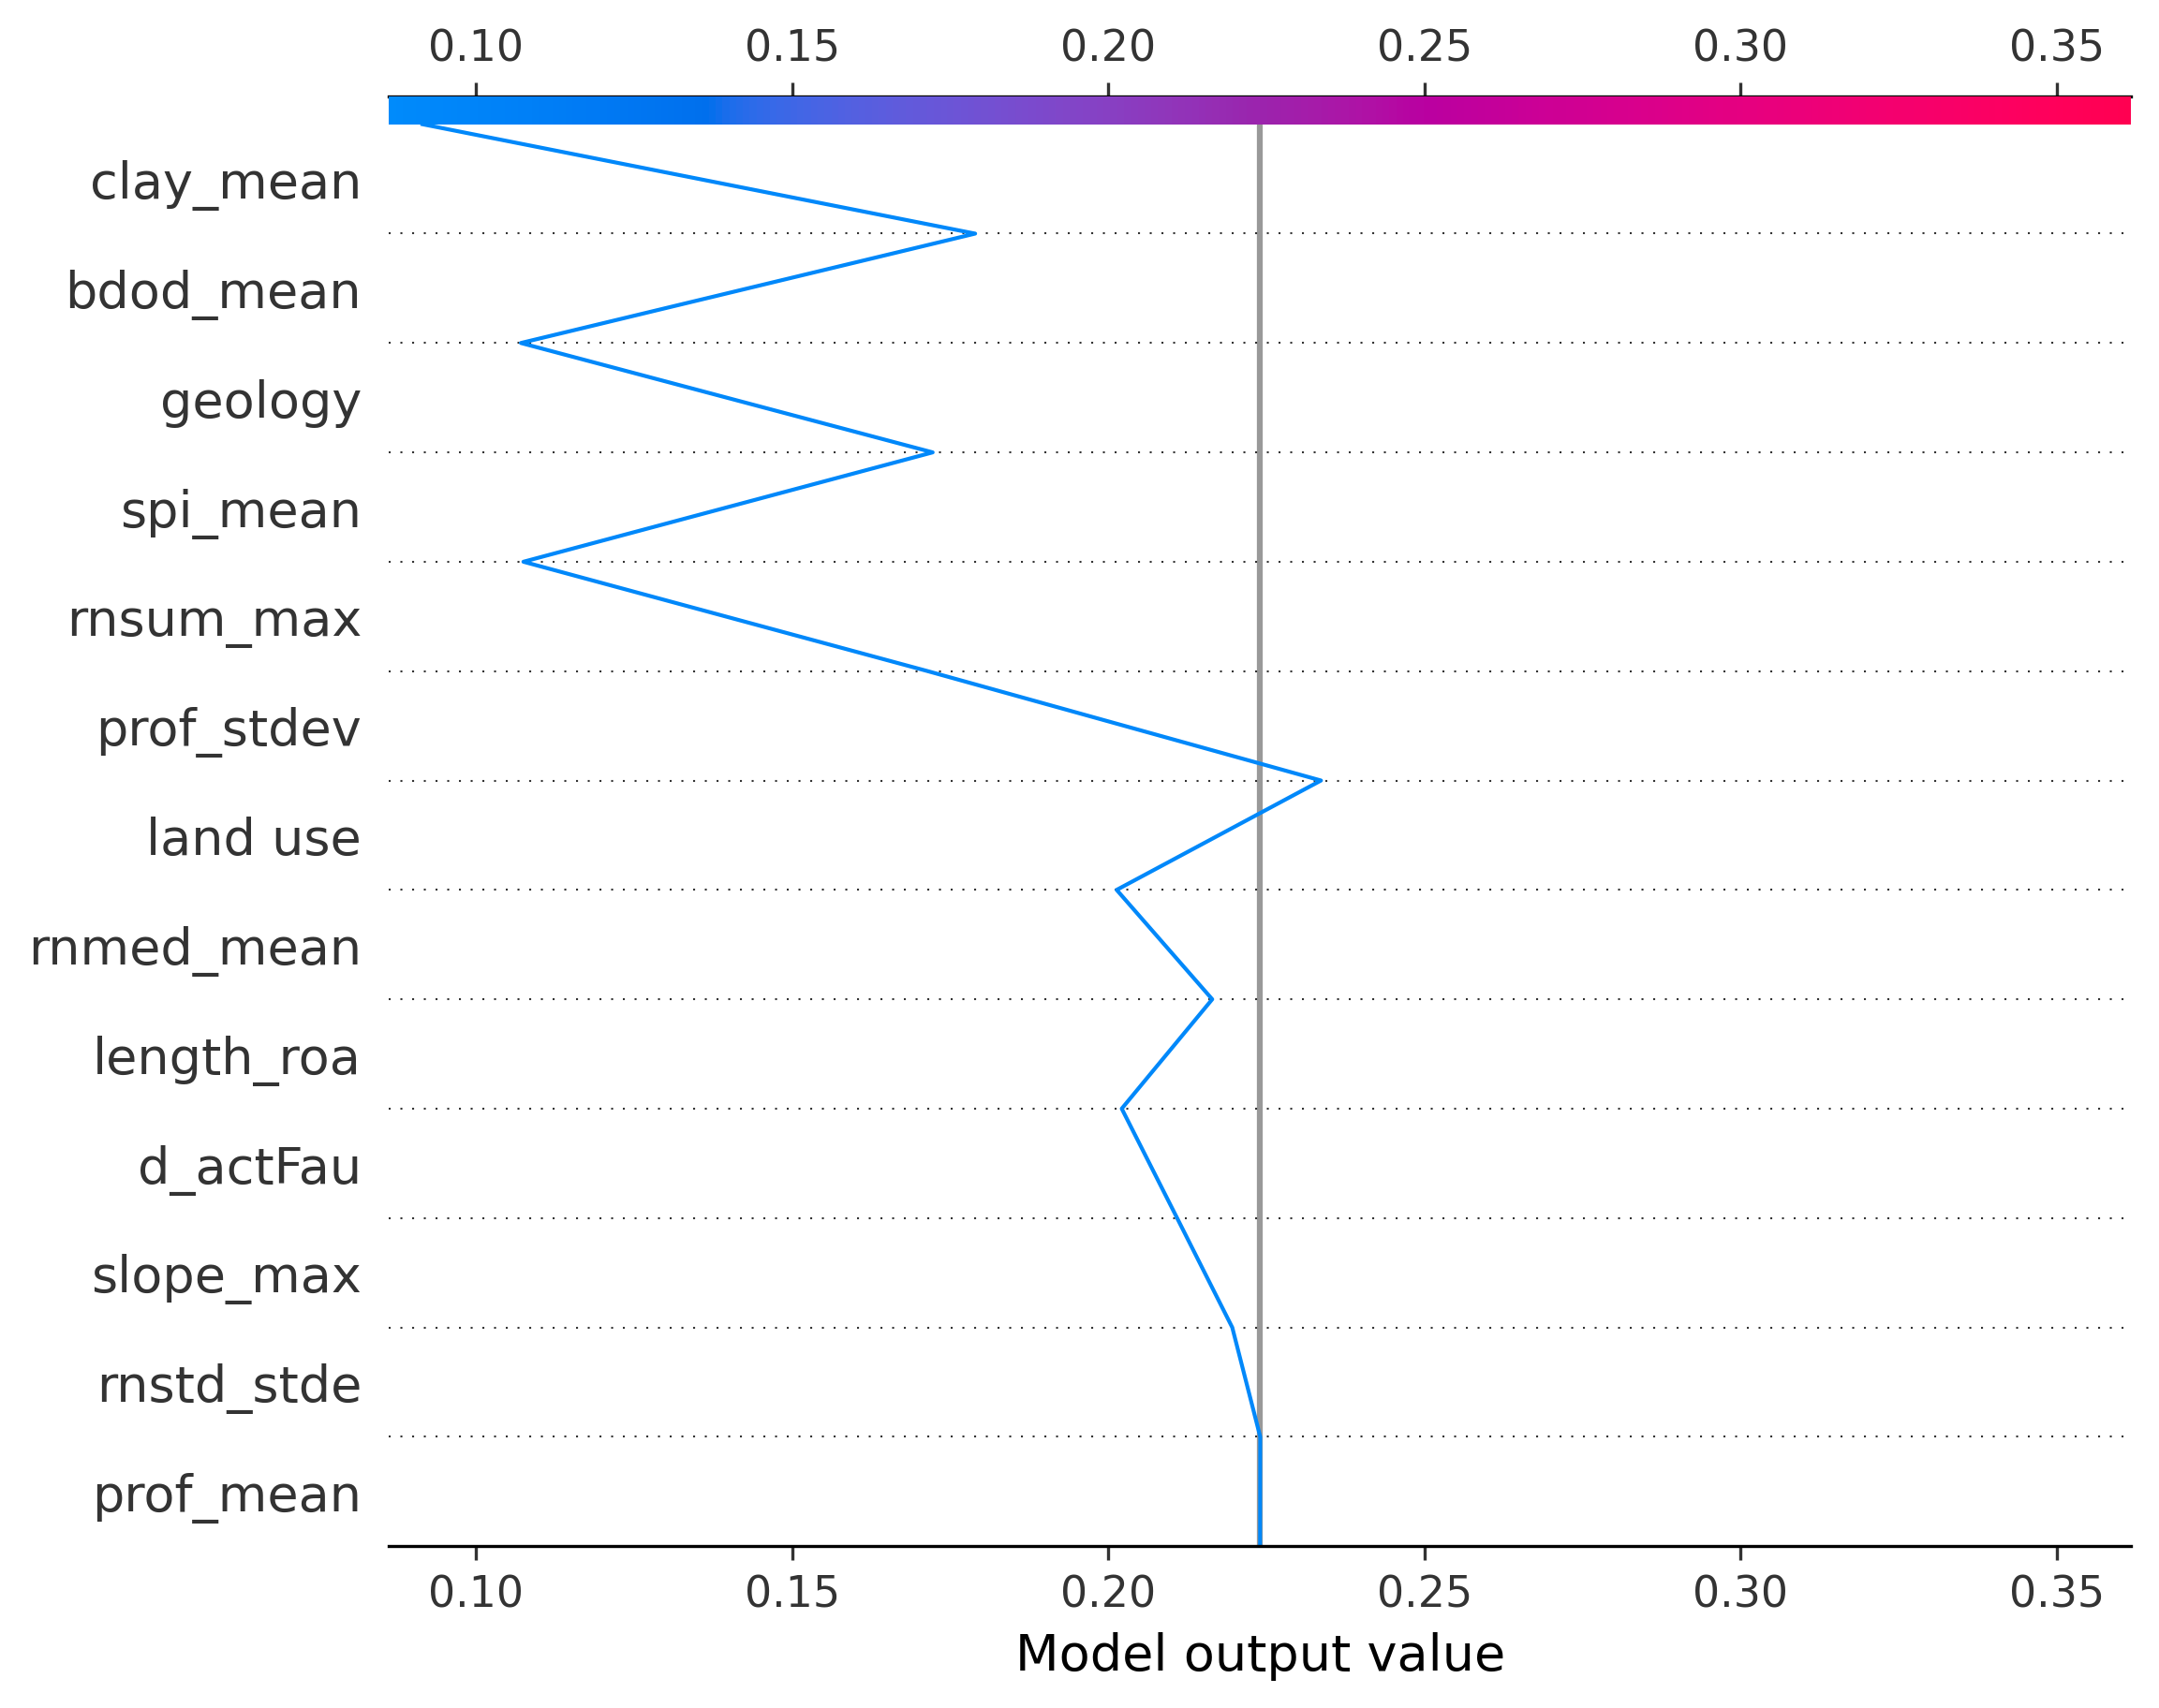 0.10 0.15 0.20 0.25 0.30 0.35
clay_mean
bdod_mean
geology
spi_mean
rnsum_max
prof_stdev
land use
rnmed_mean
length_roa
d_actFau
slope_max
rnstd_stde
prof_mean
0.10 0.15 0.20 0.25 0.30 0.35
Model output value